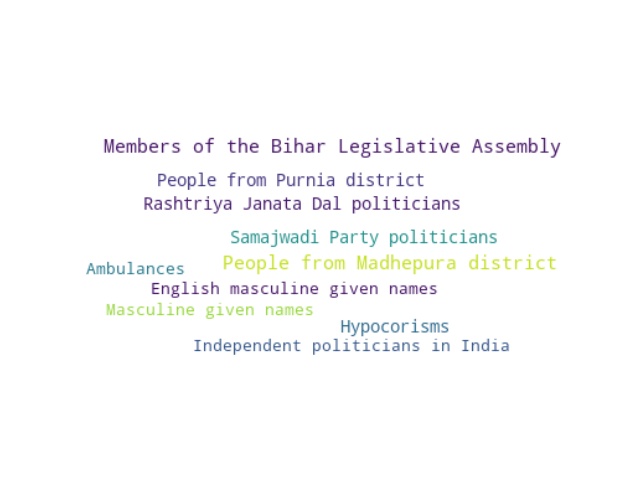 Members of the Bihar Legislative Assembly
People from Purnia district
Rashtriya Janata Dal politicians
Samajwadi Party politicians
People from Madhepura district
Ambulances
English masculine given names
Masculine given names
Hypocorisms
Independent politicians in India